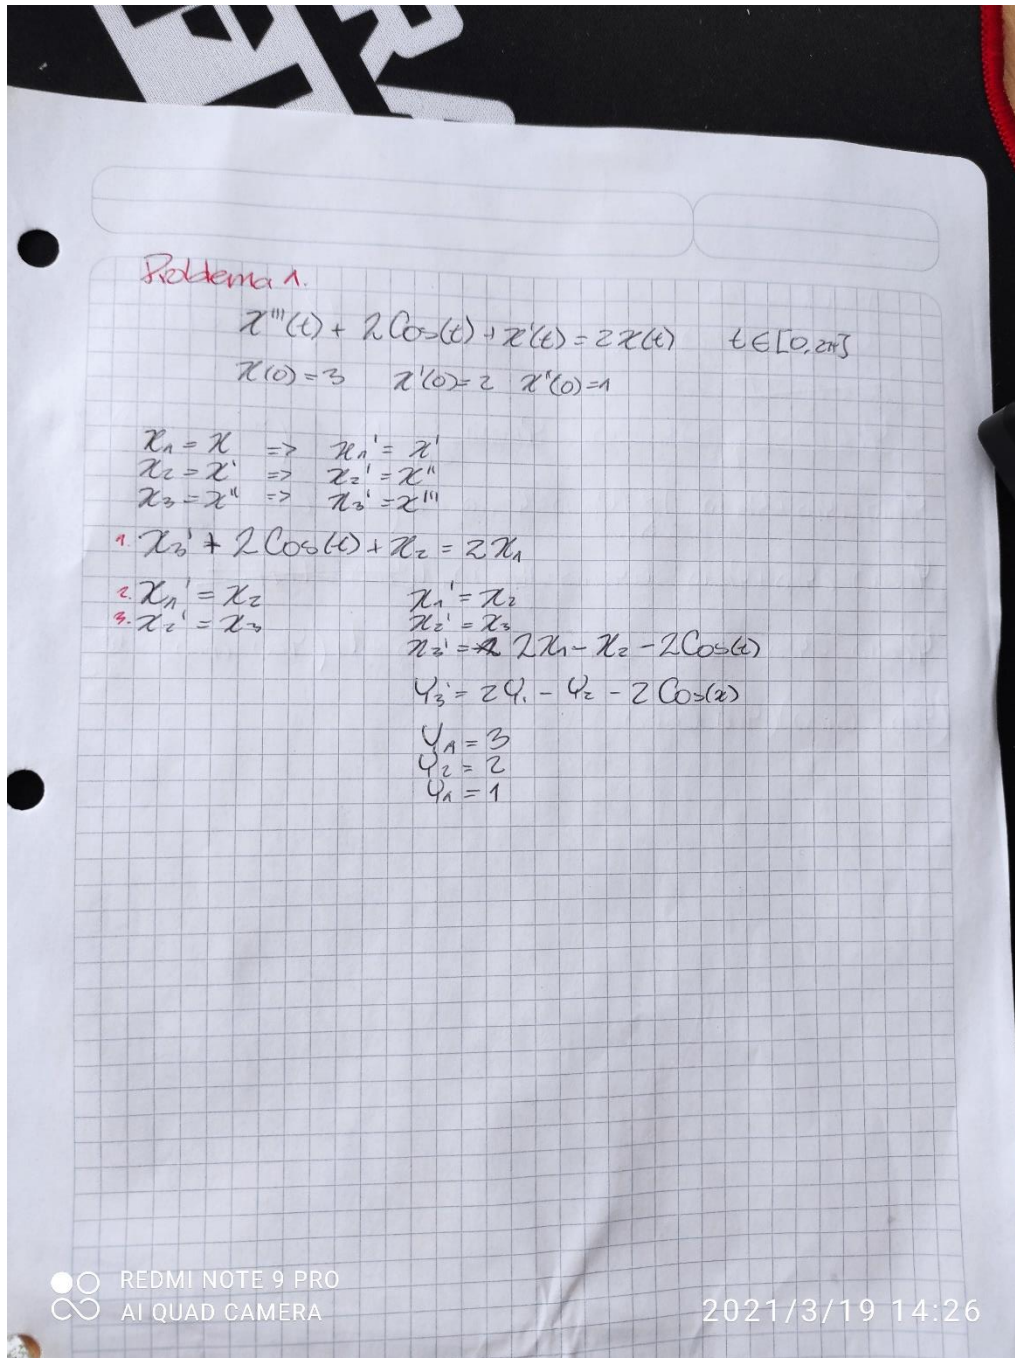 Problema 1.
x'''(t) + 2Cos(t) + x'(t) = 2x(t) t ∈ [0, 2π]
x(0) = 3 x'(0) = 2 x''(0) = 1
x1 = x => x1' = x'
x2 = x' => x2' = x''
x3 = x'' => x3' = x'''
1. x3' + 2Cos(t) + x2 = 2x1
2. x1' = x2
3. x2' = x3
x1' = x2
x2' = x3
x3' = 2x1 - x2 - 2Cos(t)
Y3' = 2Y1 - Y2 - 2Cos(x)
Y1 = 3
Y2 = 2
Y1 = 1
REDMI NOTE 9 PRO
AI QUAD CAMERA
2021/3/19 14:26